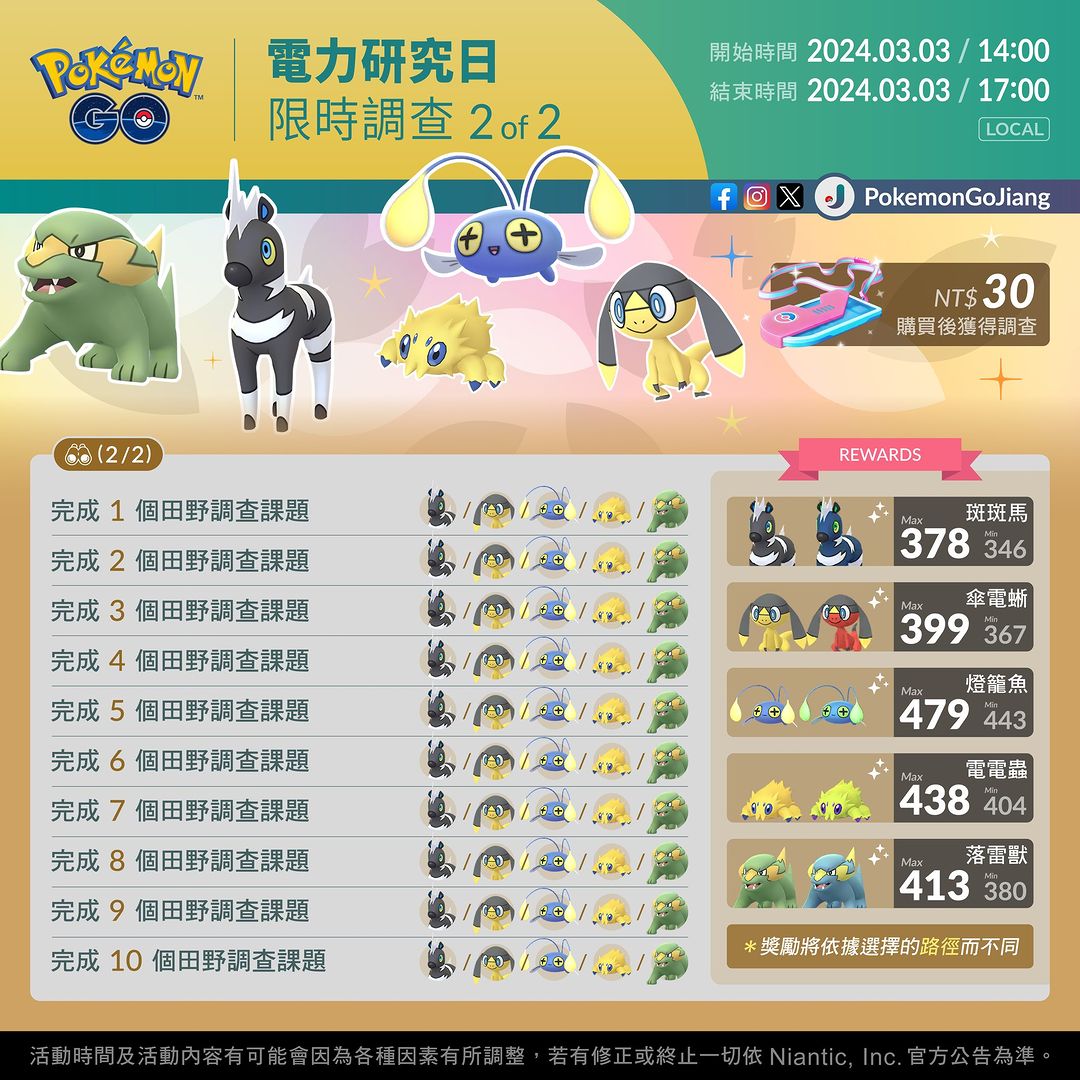 POKéMON
GO
TM
電力研究日
限時調查 2 of 2
開始時間 2024.03.03 / 14:00
結束時間 2024.03.03 / 17:00
LOCAL
PokemonGoJiang
NT$ 30
購買後獲得調查
(2/2)
完成 1 個田野調查課題 / / / /
完成 2 個田野調查課題 / / / /
完成 3 個田野調查課題 / / / /
完成 4 個田野調查課題 / / / /
完成 5 個田野調查課題 / / / /
完成 6 個田野調查課題 / / / /
完成 7 個田野調查課題 / / / /
完成 8 個田野調查課題 / / / /
完成 9 個田野調查課題 / / / /
完成 10 個田野調查課題 / / / /
REWARDS
斑斑馬
Max 378 Min 346
傘電蜥
Max 399 Min 367
燈籠魚
Max 479 Min 443
電電蟲
Max 438 Min 404
落雷獸
Max 413 Min 380
＊獎勵將依據選擇的路徑而不同
活動時間及活動內容有可能會因為各種因素有所調整，若有修正或終止一切依 Niantic, Inc. 官方公告為準。